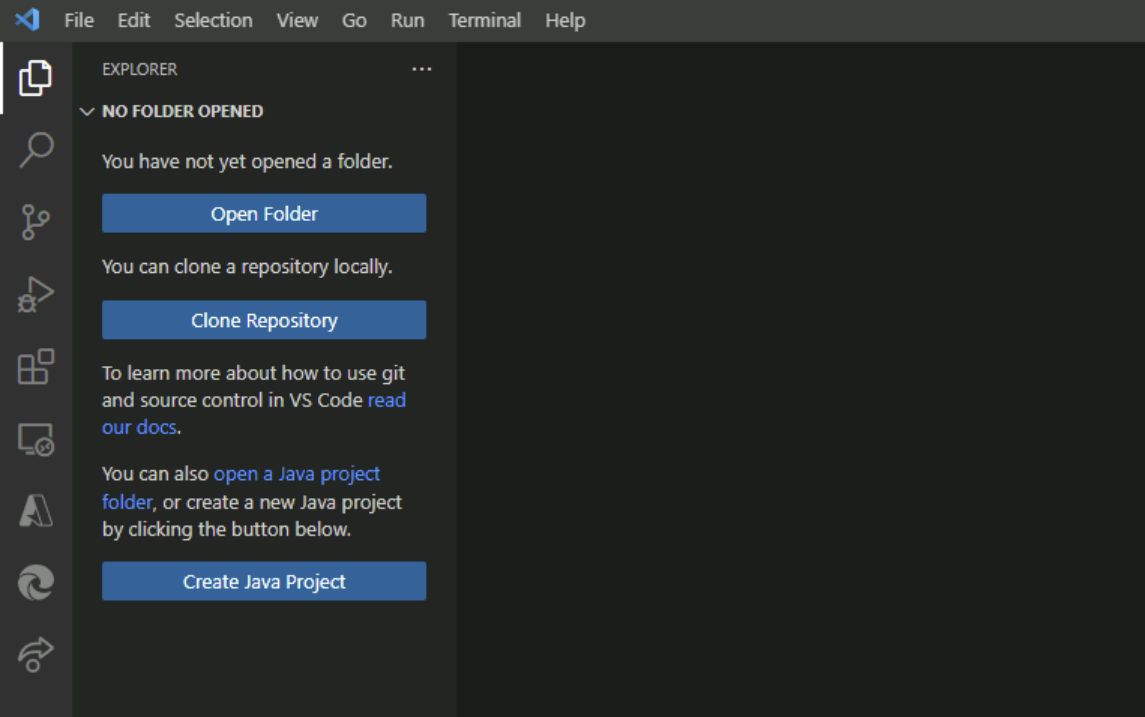 File Edit Selection View Go Run Terminal Help
EXPLORER
NO FOLDER OPENED
You have not yet opened a folder.
Open Folder
You can clone a repository locally.
Clone Repository
To learn more about how to use git
and source control in VS Code read
our docs.
You can also open a Java project
folder, or create a new Java project
by clicking the button below.
Create Java Project